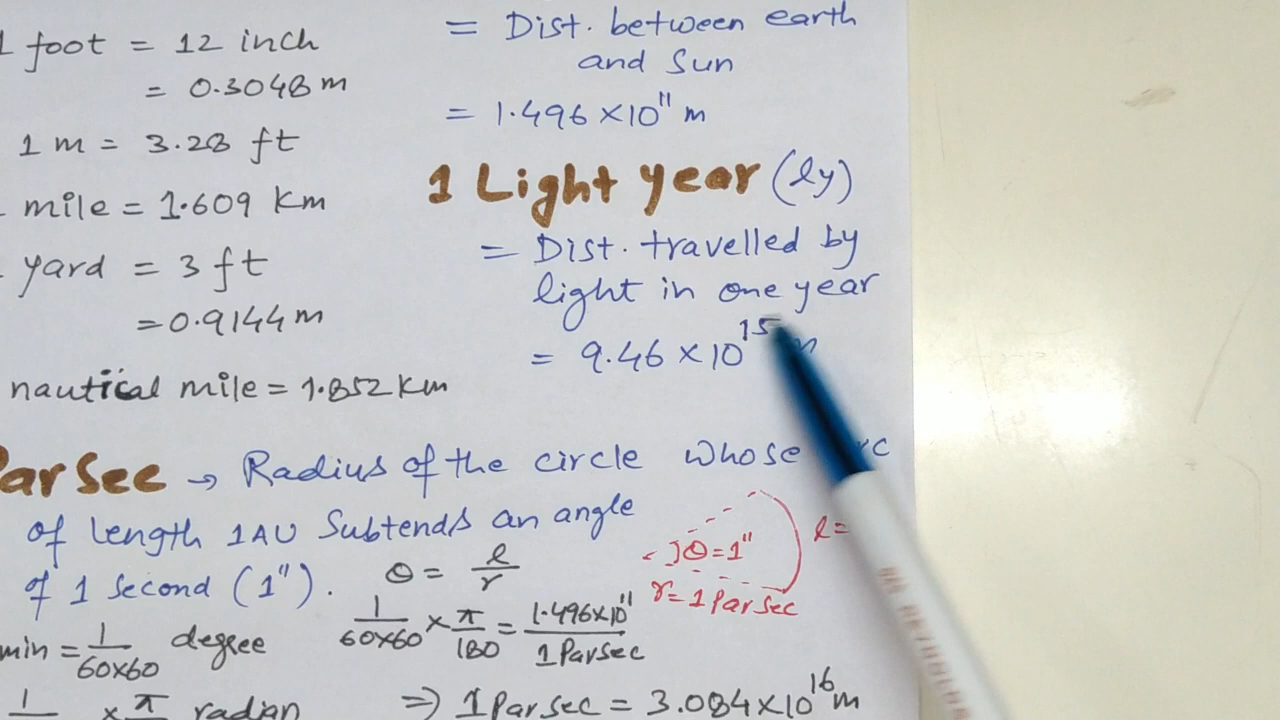 1 foot = 12 inch
= 0.3048 m
1 m = 3.28 ft
mile = 1.609 Km
yard = 3 ft
= 0.9144 m
nautical mile = 1.852 Km
= Dist. between earth
and Sun
= 1.496 × 10¹¹ m
1 Light year (ly)
= Dist. travelled by
light in one year
= 9.46 × 10¹⁵ m
ParSec → Radius of the circle whose
of length 1AU Subtends an angle
of 1 second (1").
θ = l/r
θ = 1"
l =
r = 1 ParSec
min = 1/60×60 degree
1/60×60 × π/180 = 1.496×10¹¹/1 ParSec
1 × π radian
⇒ 1 ParSec = 3.084 × 10¹⁶ m